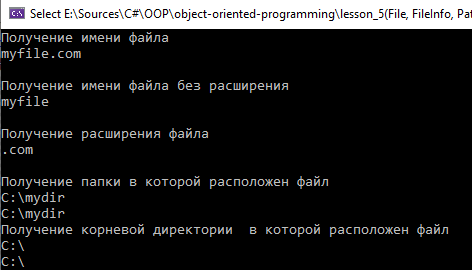 Select E:\Sources\C#\OOP\object-oriented-programming\lesson_5(File, FileInfo, Pat
Получение имени файла
myfile.com
Получение имени файла без расширения
myfile
Получение расширения файла
.com
Получение папки в которой расположен файл
C:\mydir
C:\mydir
Получение корневой директории  в которой расположен файл
C:\
C:\